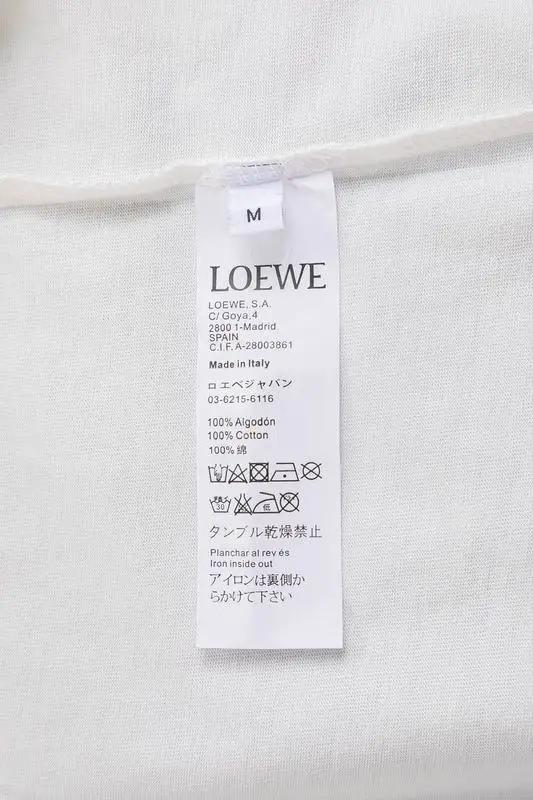 M
LOEWE
LOEWE, S.A.
C/ Goya,4
2800 1-Madrid
SPAIN
C.I.F. A-28003861
Made in Italy
ロエベジャパン
03-6215-6116
100% Algodón
100% Cotton
100% 綿
30 低
タンブル乾燥禁止
Planchar al rev és
Iron inside out
アイロンは裏側か
らかけて下さい